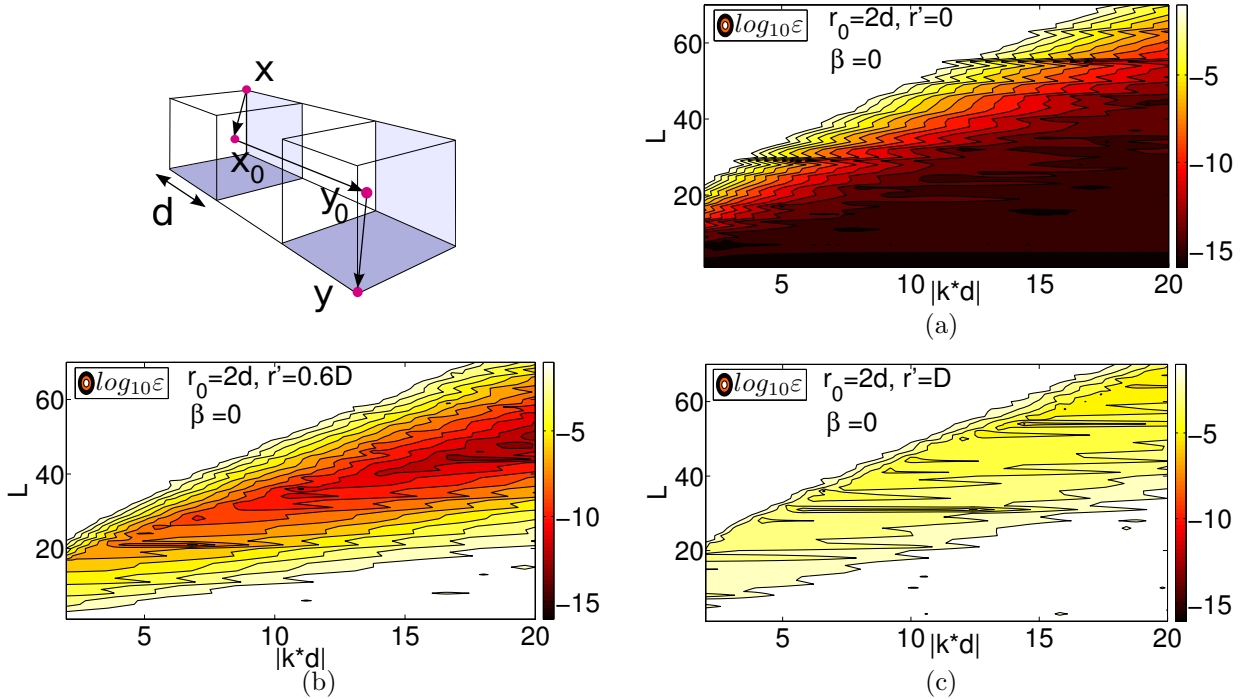 x
x₀
y₀
d
y
log₁₀ε
r₀=2d, r'=0
β =0
60
40
20
L
5
10
15
20
|k*d|
−5
−10
−15
(a)
log₁₀ε
r₀=2d, r'=0.6D
β =0
60
40
20
L
5
10
15
20
|k*d|
−5
−10
−15
(b)
log₁₀ε
r₀=2d, r'=D
β =0
60
40
20
L
5
10
15
20
|k*d|
−5
−10
−15
(c)